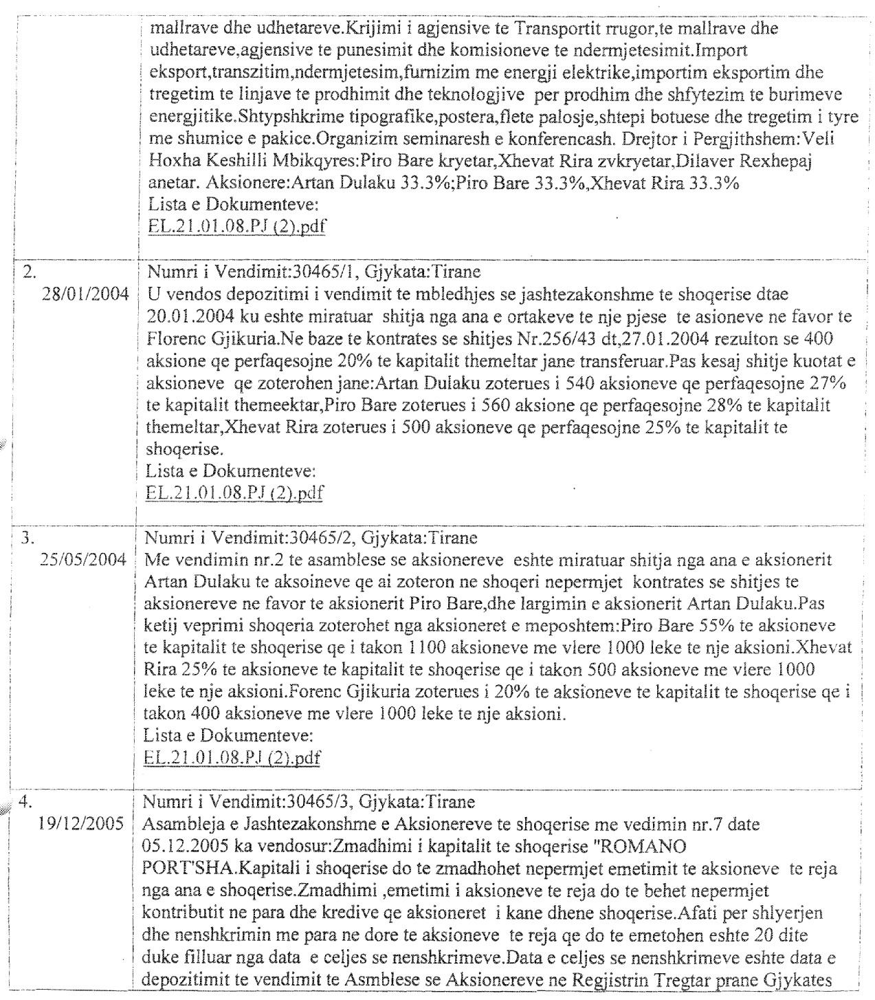 mallrave dhe udhetareve.Krijimi i agjensive te Transportit rrugor,te mallrave dhe
udhetareve,agjensive te punesimit dhe komisioneve te ndermjetesimit.Import
eksport,transzitim,ndermjetesim,furnizim me energji elektrike,importim eksportim dhe
tregetim te linjave te prodhimit dhe teknologjive per prodhim dhe shfytezim te burimeve
energjitike.Shtypshkrime tipografike,postera,flete palosje,shtepi botuese dhe tregetim i tyre
me shumice e pakice.Organizim seminaresh e konferencash. Drejtor i Pergjithshem:Veli
Hoxha Keshilli Mbikqyres:Piro Bare kryetar,Xhevat Rira zvkryetar,Dilaver Rexhepaj
anetar. Aksionere:Artan Dulaku 33.3%;Piro Bare 33.3%,Xhevat Rira 33.3%
Lista e Dokumenteve:
EL.21.01.08.PJ (2).pdf
2.
28/01/2004
Numri i Vendimit:30465/1, Gjykata:Tirane
U vendos depozitimi i vendimit te mbledhjes se jashtezakonshme te shoqerise dtae
20.01.2004 ku eshte miratuar shitja nga ana e ortakeve te nje pjese te asioneve ne favor te
Florenc Gjikuria.Ne baze te kontrates se shitjes Nr.256/43 dt,27.01.2004 rezulton se 400
aksione qe perfaqesojne 20% te kapitalit themeltar jane transferuar.Pas kesaj shitje kuotat e
aksioneve qe zoterohen jane:Artan Dulaku zoterues i 540 aksioneve qe perfaqesojne 27%
te kapitalit themeektar,Piro Bare zoterues i 560 aksione qe perfaqesojne 28% te kapitalit
themeltar,Xhevat Rira zoterues i 500 aksioneve qe perfaqesojne 25% te kapitalit te
shoqerise.
Lista e Dokumenteve:
EL.21.01.08.PJ (2).pdf
3.
25/05/2004
Numri i Vendimit:30465/2, Gjykata:Tirane
Me vendimin nr.2 te asamblese se aksionereve eshte miratuar shitja nga ana e aksionerit
Artan Dulaku te aksoineve qe ai zoteron ne shoqeri nepermjet kontrates se shitjes te
aksionereve ne favor te aksionerit Piro Bare,dhe largimin e aksionerit Artan Dulaku.Pas
ketij veprimi shoqeria zoterohet nga aksioneret e meposhtem:Piro Bare 55% te aksioneve
te kapitalit te shoqerise qe i takon 1100 aksioneve me vlere 1000 leke te nje aksioni.Xhevat
Rira 25% te aksioneve te kapitalit te shoqerise qe i takon 500 aksioneve me vlere 1000
leke te nje aksioni.Forenc Gjikuria zoterues i 20% te aksioneve te kapitalit te shoqerise qe i
takon 400 aksioneve me vlere 1000 leke te nje aksioni.
Lista e Dokumenteve:
EL.21.01.08.PJ (2).pdf
4.
19/12/2005
Numri i Vendimit:30465/3, Gjykata:Tirane
Asambleja e Jashtezakonshme e Aksionereve te shoqerise me vedimin nr.7 date
05.12.2005 ka vendosur:Zmadhimi i kapitalit te shoqerise "ROMANO
PORT'SHA.Kapitali i shoqerise do te zmadhohet nepermjet emetimit te aksioneve te reja
nga ana e shoqerise.Zmadhimi ,emetimi i aksioneve te reja do te behet nepermjet
kontributit ne para dhe kredive qe aksioneret i kane dhene shoqerise.Afati per shlyerjen
dhe nenshkrimin me para ne dore te aksioneve te reja qe do te emetohen eshte 20 dite
duke filluar nga data e celjes se nenshkrimeve.Data e celjes se nenshkrimeve eshte data e
depozitimit te vendimit te Asmblese se Aksionereve ne Regjistrin Tregtar prane Gjykates